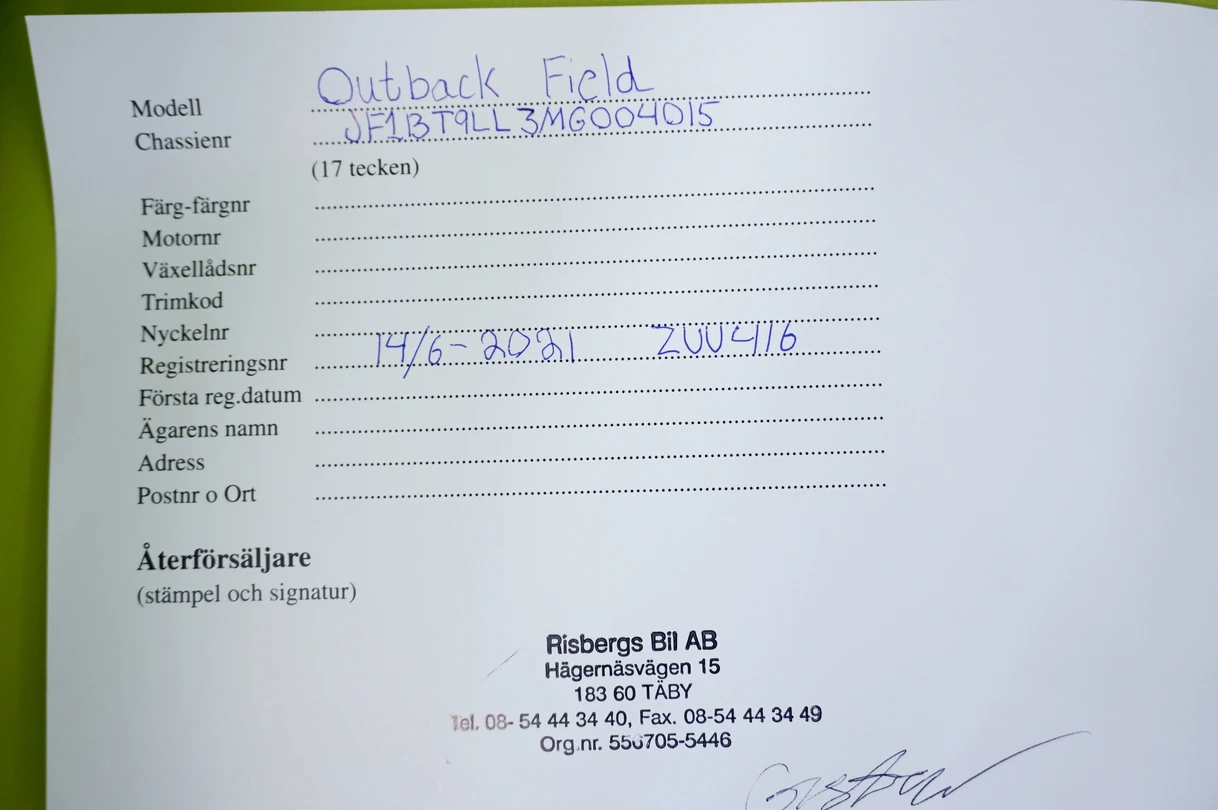 Modell Outback Field
Chassienr JF1BT9LL3MG004015
(17 tecken)
Färg-färgnr
Motornr
Växellådsnr
Trimkod
Nyckelnr
Registreringsnr 14/6-2021 ZUU416
Första reg.datum
Ägarens namn
Adress
Postnr o Ort
Återförsäljare
(stämpel och signatur)
Risbergs Bil AB
Hägernäsvägen 15
183 60 TÄBY
Tel. 08- 54 44 34 40, Fax. 08-54 44 34 49
Org.nr. 556705-5446